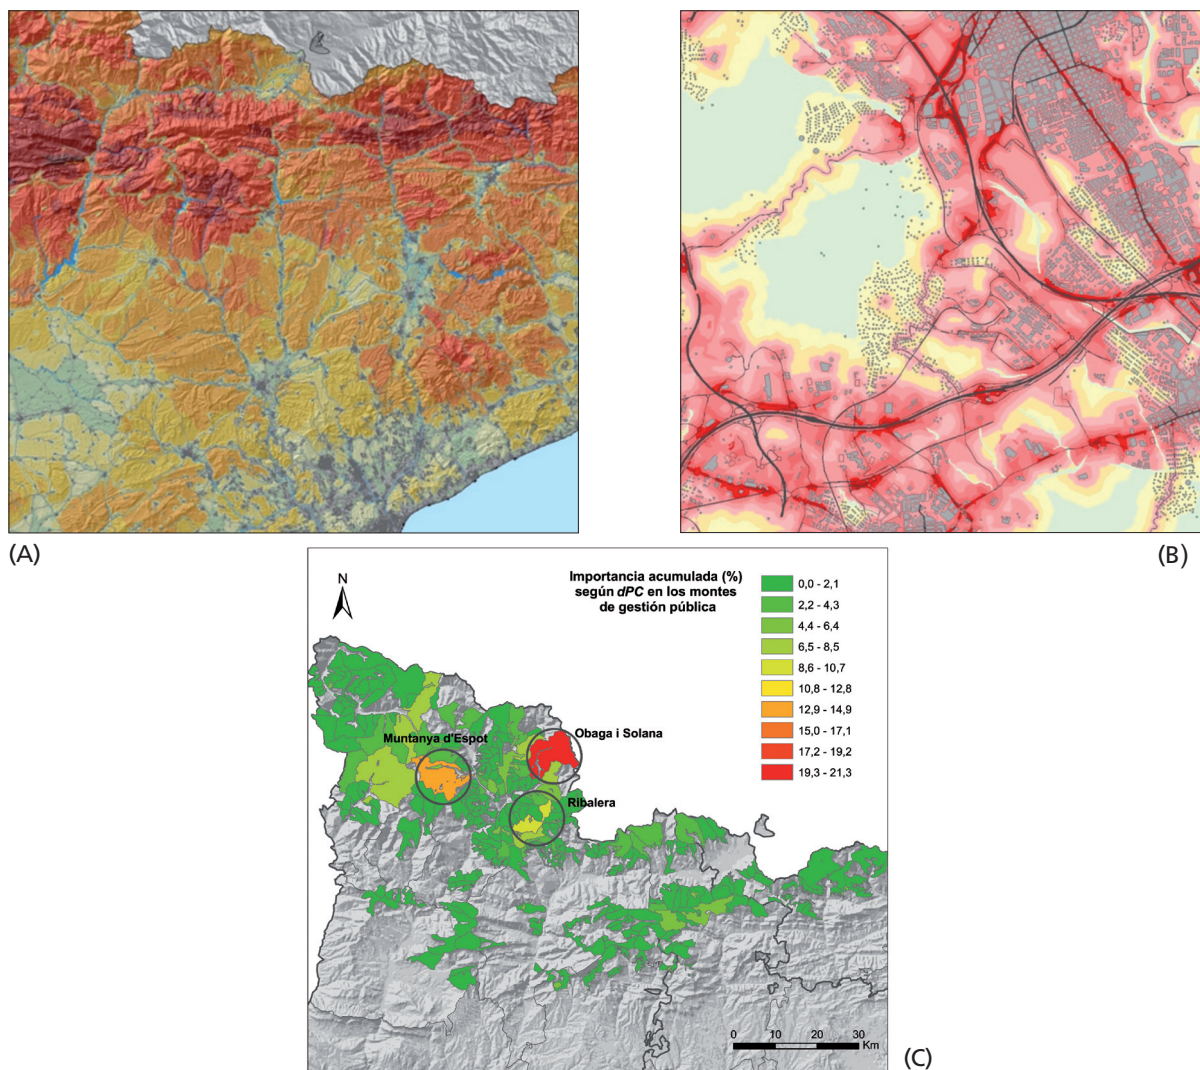 (A)
(B)
N
Importancia acumulada (%)
según dPC en los montes
de gestión pública
0,0 - 2,1
2,2 - 4,3
4,4 - 6,4
6,5 - 8,5
8,6 - 10,7
10,8 - 12,8
12,9 - 14,9
15,0 - 17,1
17,2 - 19,2
19,3 - 21,3
Obaga i Solana
Muntanya d'Espot
Ribalera
0 10 20 30
Km
(C)